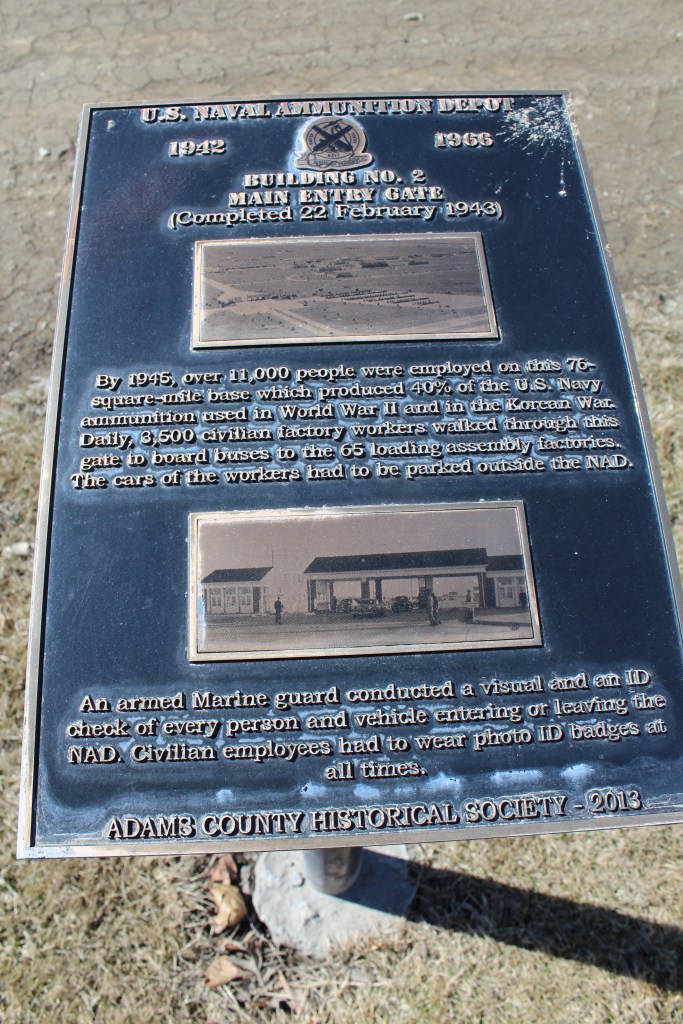 U.S. NAVAL AMMUNITION DEPOT
1942 1966
BUILDING NO. 2
MAIN ENTRY GATE
(Completed 22 February 1943)
By 1945, over 11,000 people were employed on this 76-
square-mile base which produced 40% of the U.S. Navy
ammunition used in World War II and in the Korean War.
Daily, 3,500 civilian factory workers walked through this
gate to board buses to the 65 loading assembly factories.
The cars of the workers had to be parked outside the NAD.
An armed Marine guard conducted a visual and an ID
check of every person and vehicle entering or leaving the
NAD. Civilian employees had to wear photo ID badges at
all times.
ADAMS COUNTY HISTORICAL SOCIETY - 2013